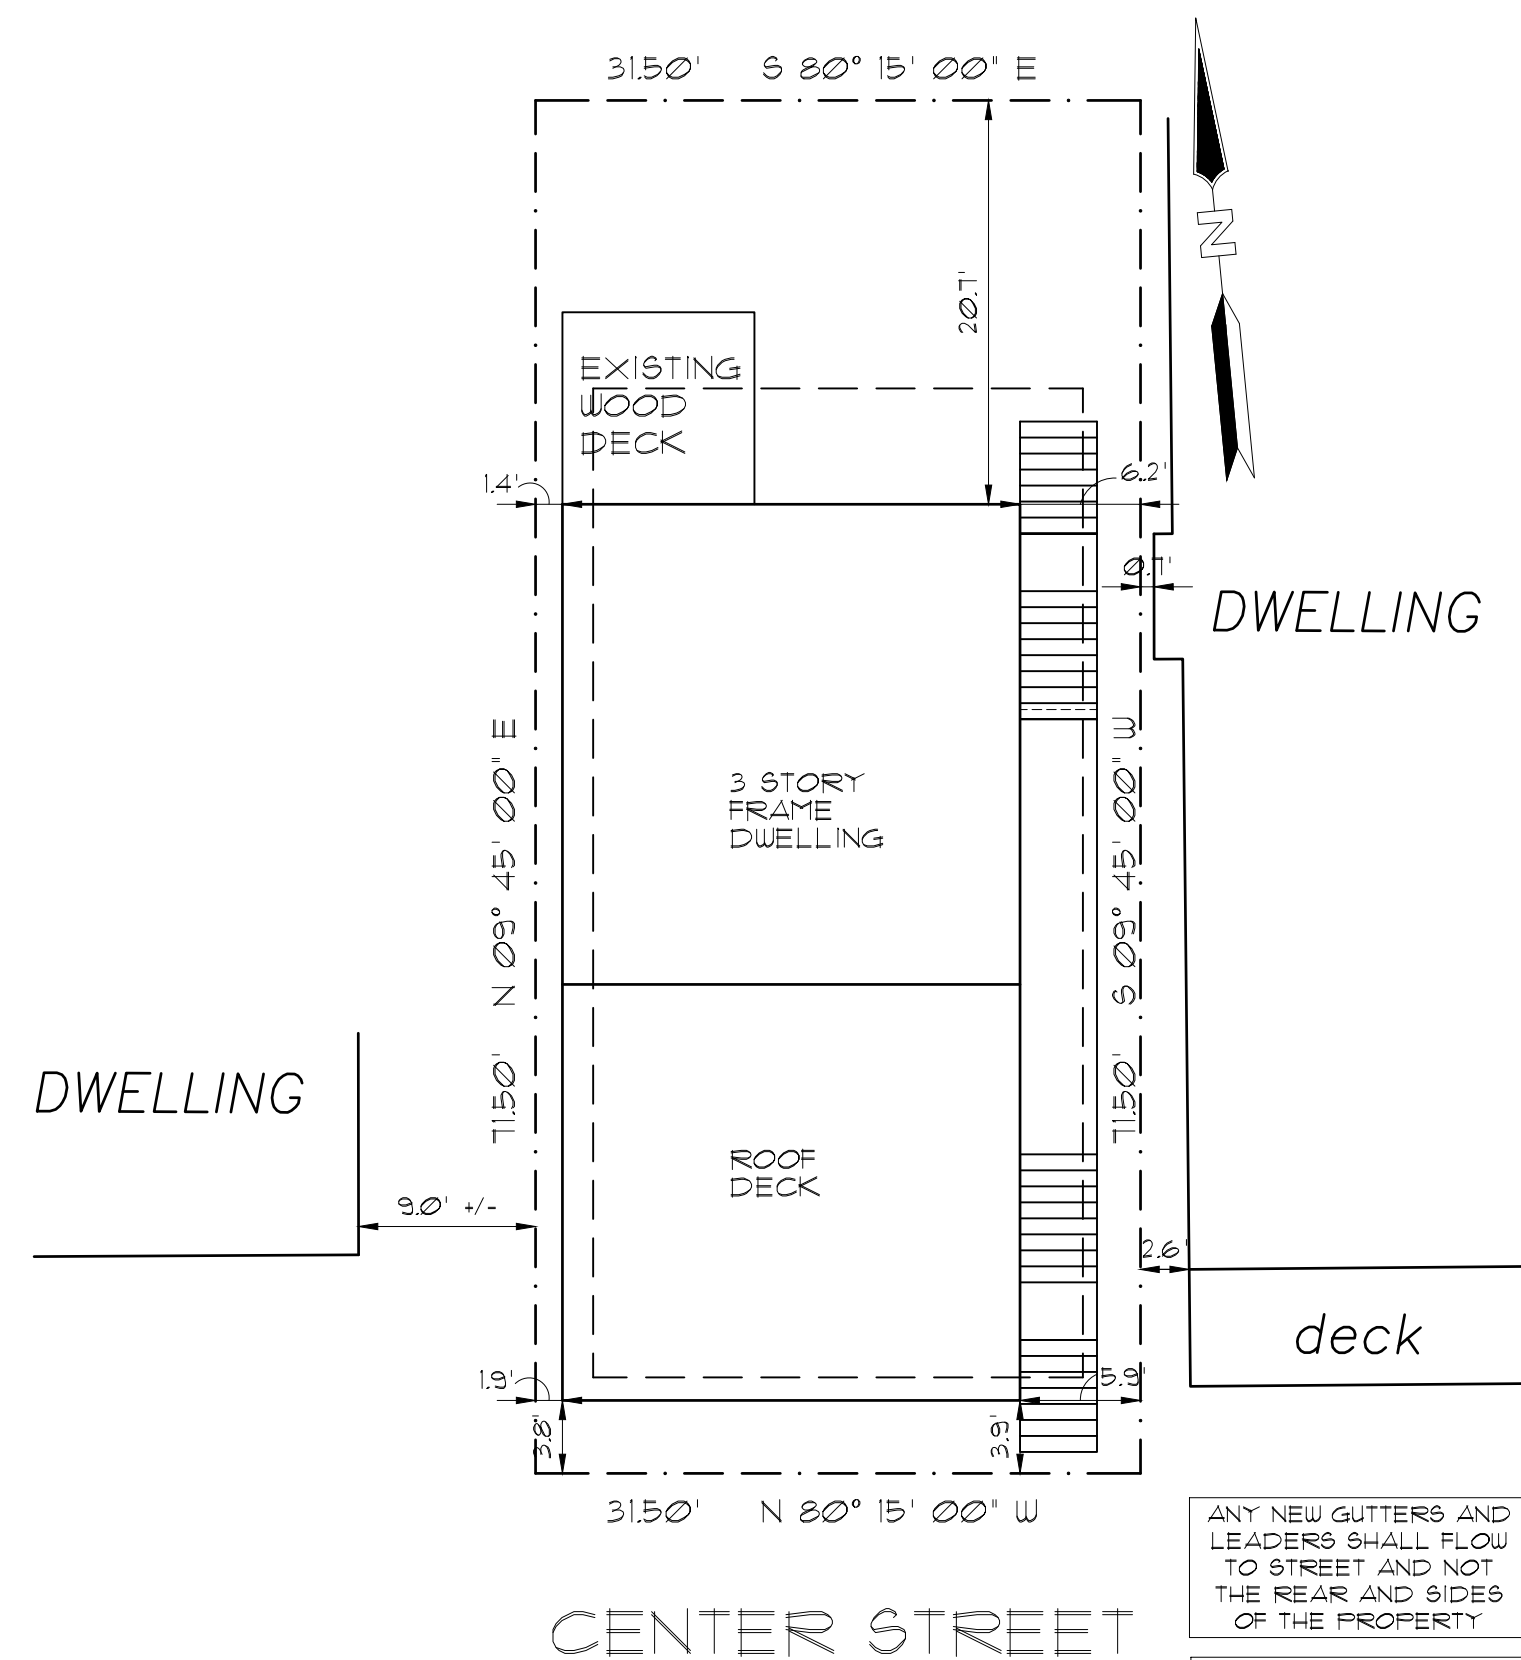 31.50' S 80° 15' 00" E
N
20.7'
EXISTING
WOOD
DECK
1.4'
6.2'
0.7'
DWELLING
3 STORY
FRAME
DWELLING
71.50' N 09° 45' 00" E
71.50' S 09° 45' 00" W
DWELLING
ROOF
DECK
9.0' +/-
2.6'
deck
1.9'
5.9'
3.8'
3.9'
31.50' N 80° 15' 00" W
ANY NEW GUTTERS AND
LEADERS SHALL FLOW
TO STREET AND NOT
THE REAR AND SIDES
OF THE PROPERTY
CENTER STREET